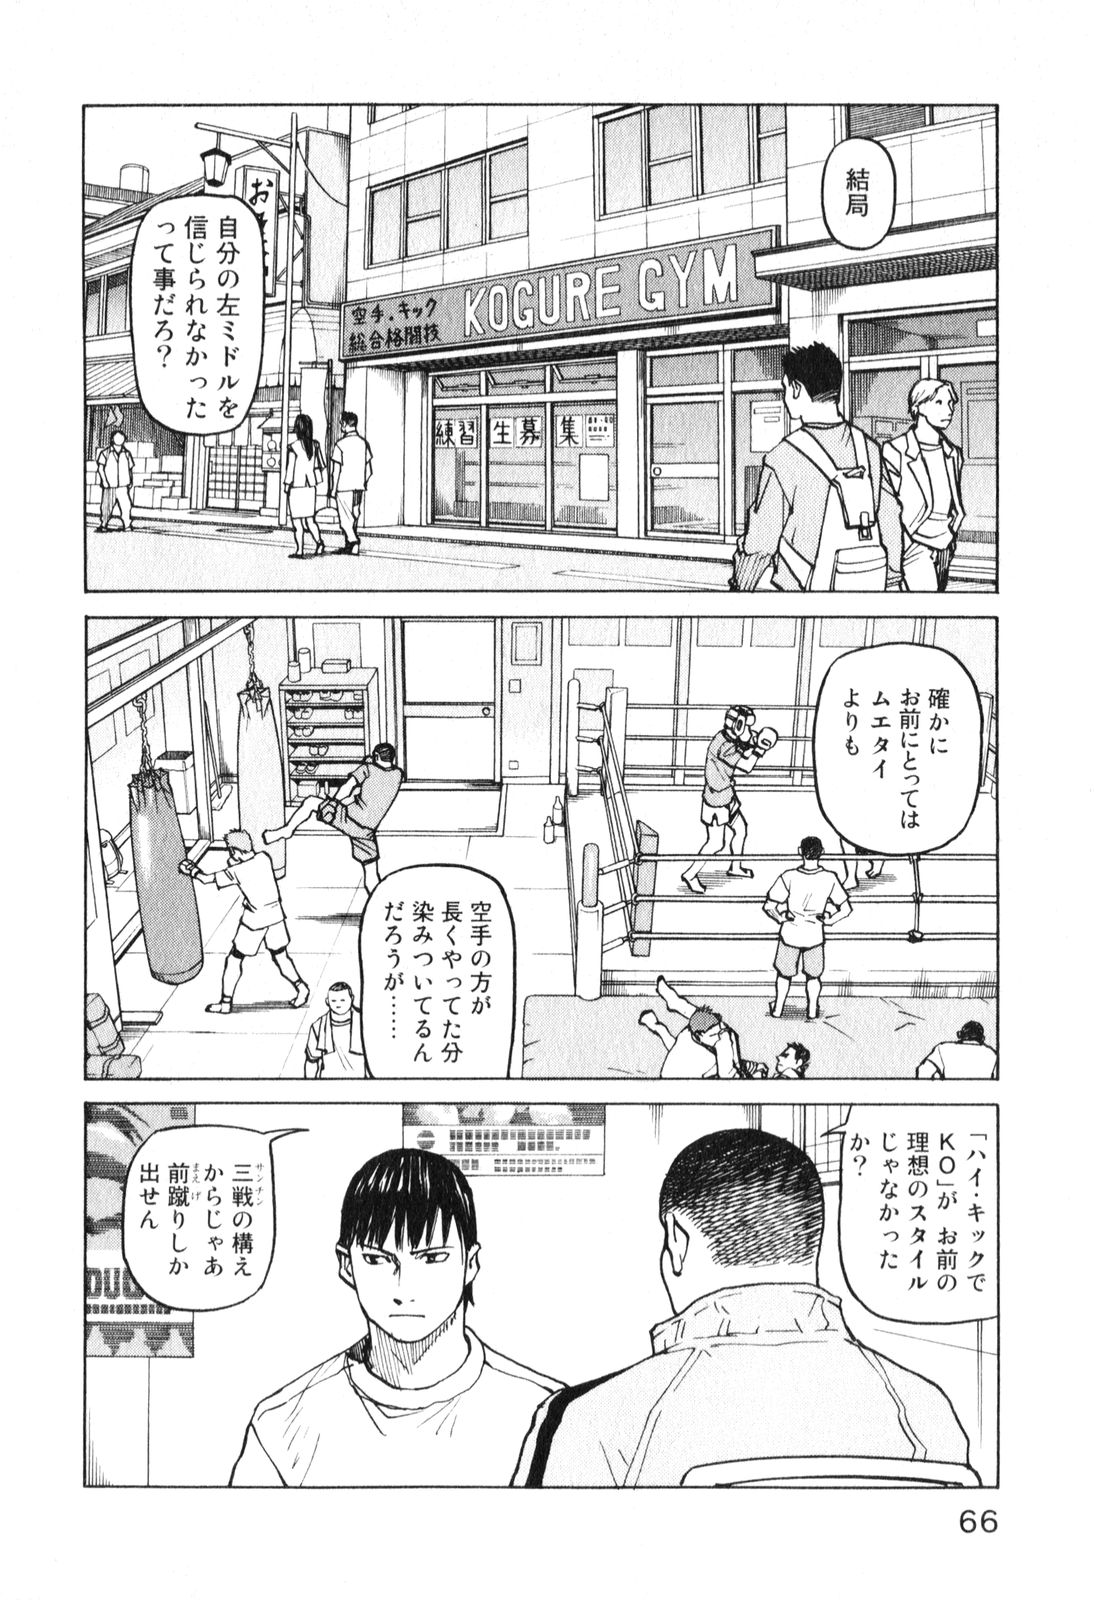 結局
自分の左ミドルを
信じられなかった
って事だろ？
お
空手・キック
総合格闘技
KOGURE GYM
練習生募集
確かに
お前にとっては
ムエタイ
よりも
空手の方が
長くやってた分
染みついてるん
だろうが……
「ハイ・キックで
KO」が お前の
理想のスタイル
じゃなかった
か？
三戦の構え
サンチン
からじゃあ
前蹴りしか
まえげ
出せん
66